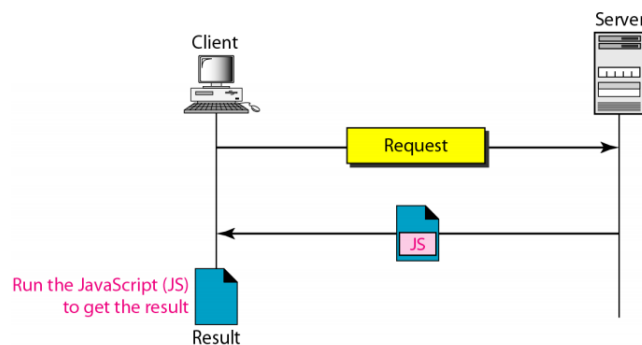 Server
Client
Request
JS
Run the JavaScript (JS)
to get the result
Result